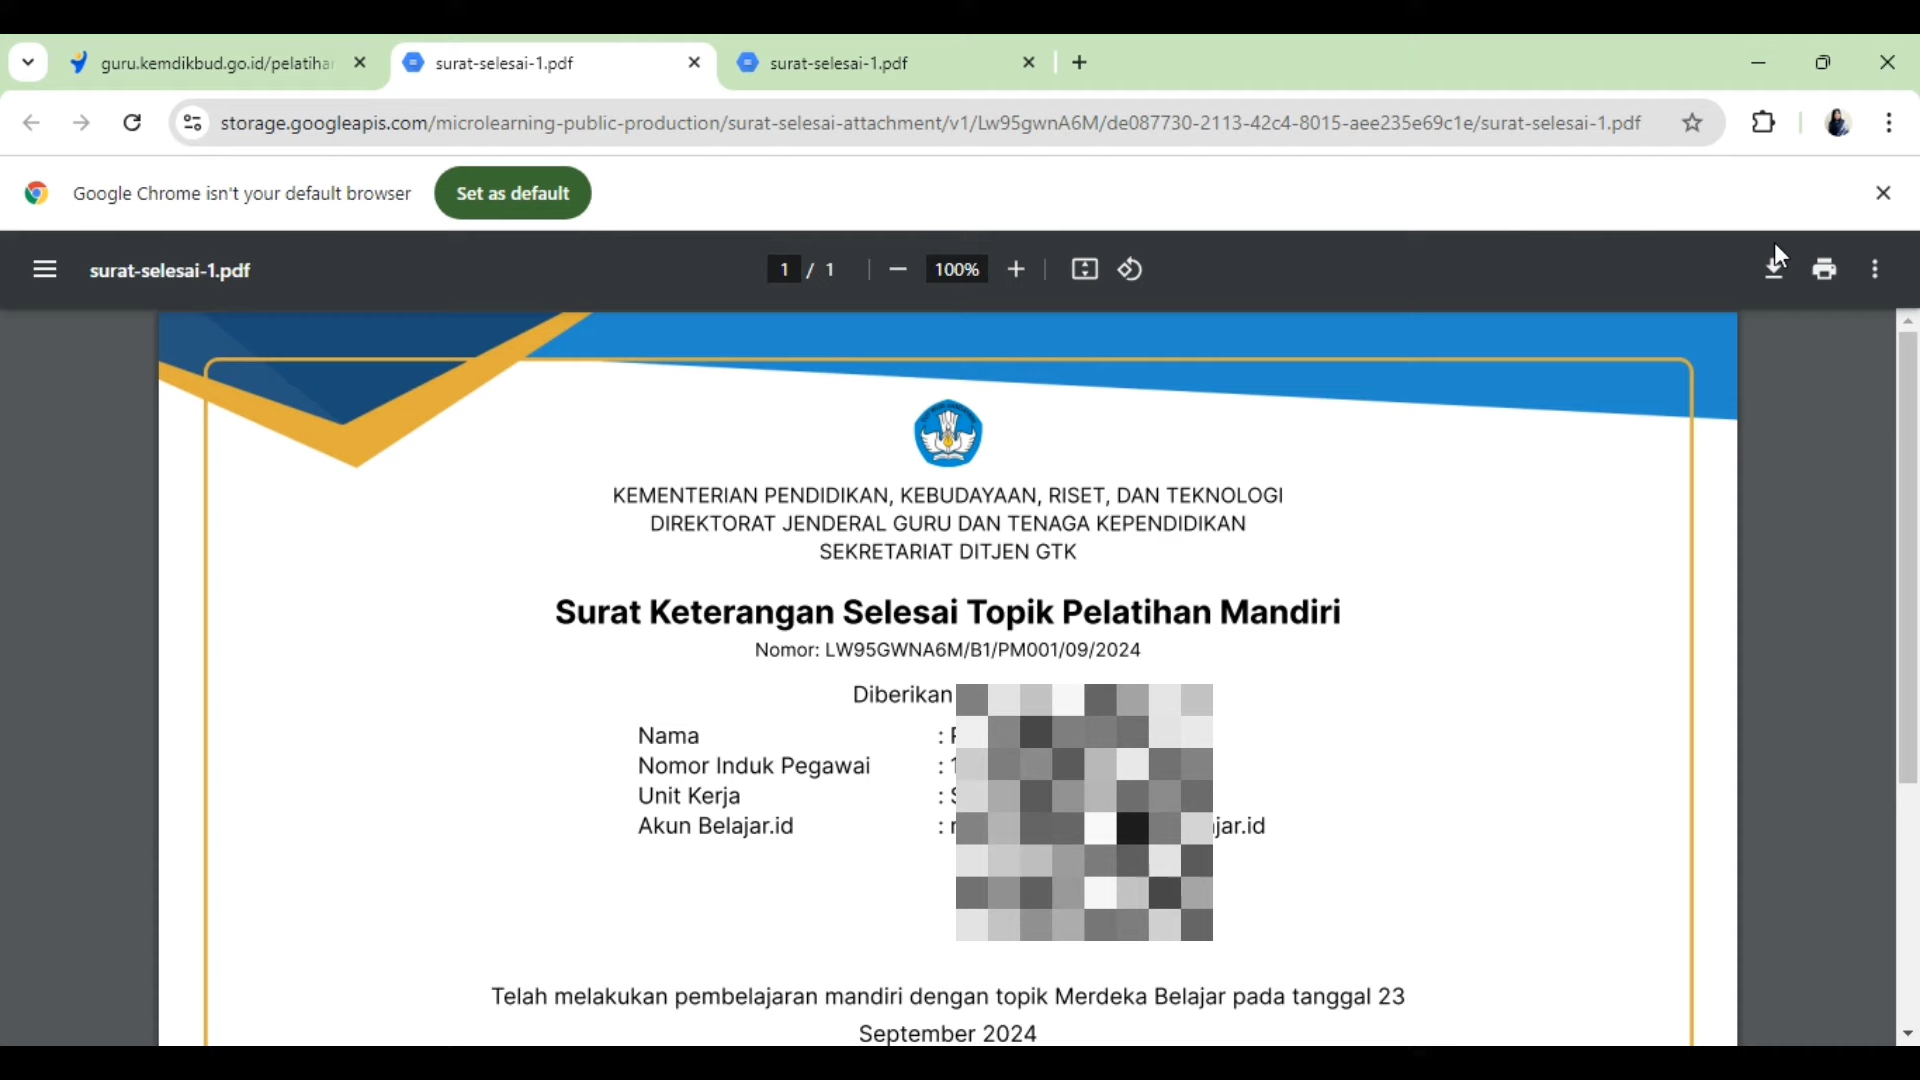 guru.kemdikbud.go.id/pelatihan
surat-selesai-1.pdf
surat-selesai-1.pdf
storage.googleapis.com/microlearning-public-production/surat-selesai-attachment/v1/Lw95gwnA6M/de087730-2113-42c4-8015-aee235e69c1e/surat-selesai-1.pdf
Google Chrome isn't your default browser
Set as default
surat-selesai-1.pdf
1 / 1
100%
KEMENTERIAN PENDIDIKAN, KEBUDAYAAN, RISET, DAN TEKNOLOGI
DIREKTORAT JENDERAL GURU DAN TENAGA KEPENDIDIKAN
SEKRETARIAT DITJEN GTK
Surat Keterangan Selesai Topik Pelatihan Mandiri
Nomor: LW95GWNA6M/B1/PM001/09/2024
Diberikan
Nama :
Nomor Induk Pegawai :
Unit Kerja :
Akun Belajar.id : jar.id
Telah melakukan pembelajaran mandiri dengan topik Merdeka Belajar pada tanggal 23
September 2024